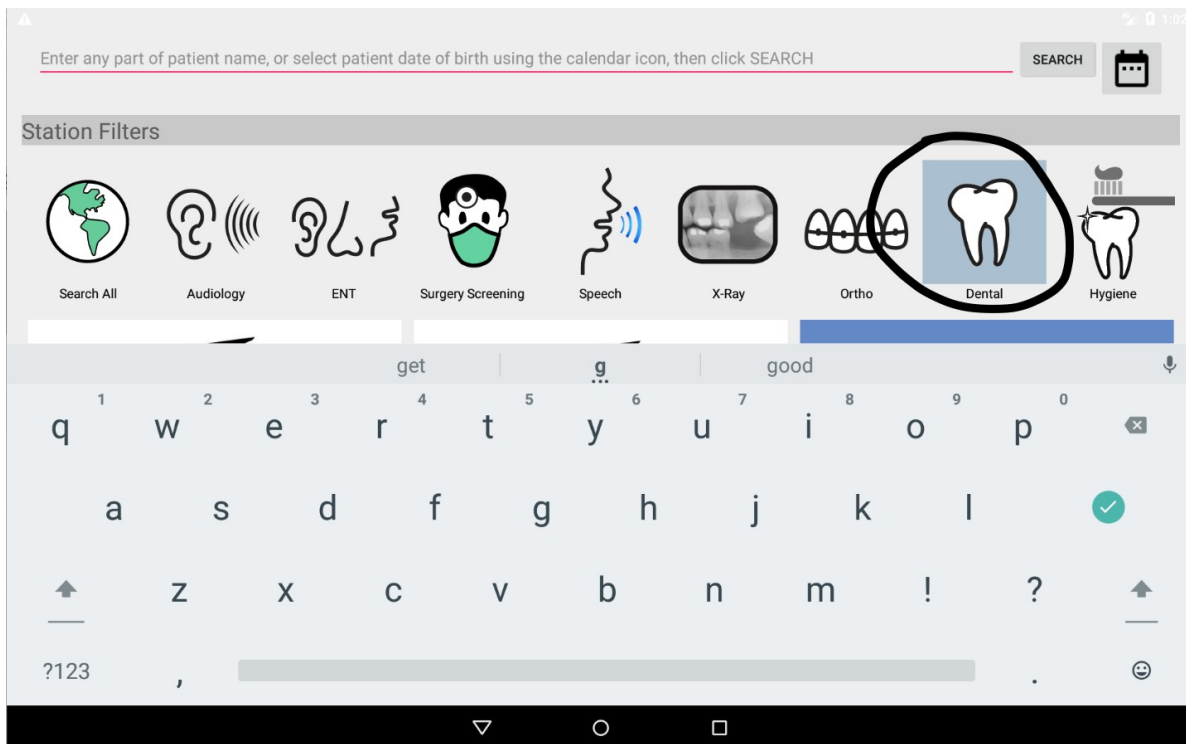 1:02
Enter any part of patient name, or select patient date of birth using the calendar icon, then click SEARCH
SEARCH
Station Filters
Search All Audiology ENT Surgery Screening Speech X-Ray Ortho Dental Hygiene
get g good
1 2 3 4 5 6 7 8 9 0
q w e r t y u i o p
a s d f g h j k l
z x c v b n m ! ?
?123 , .